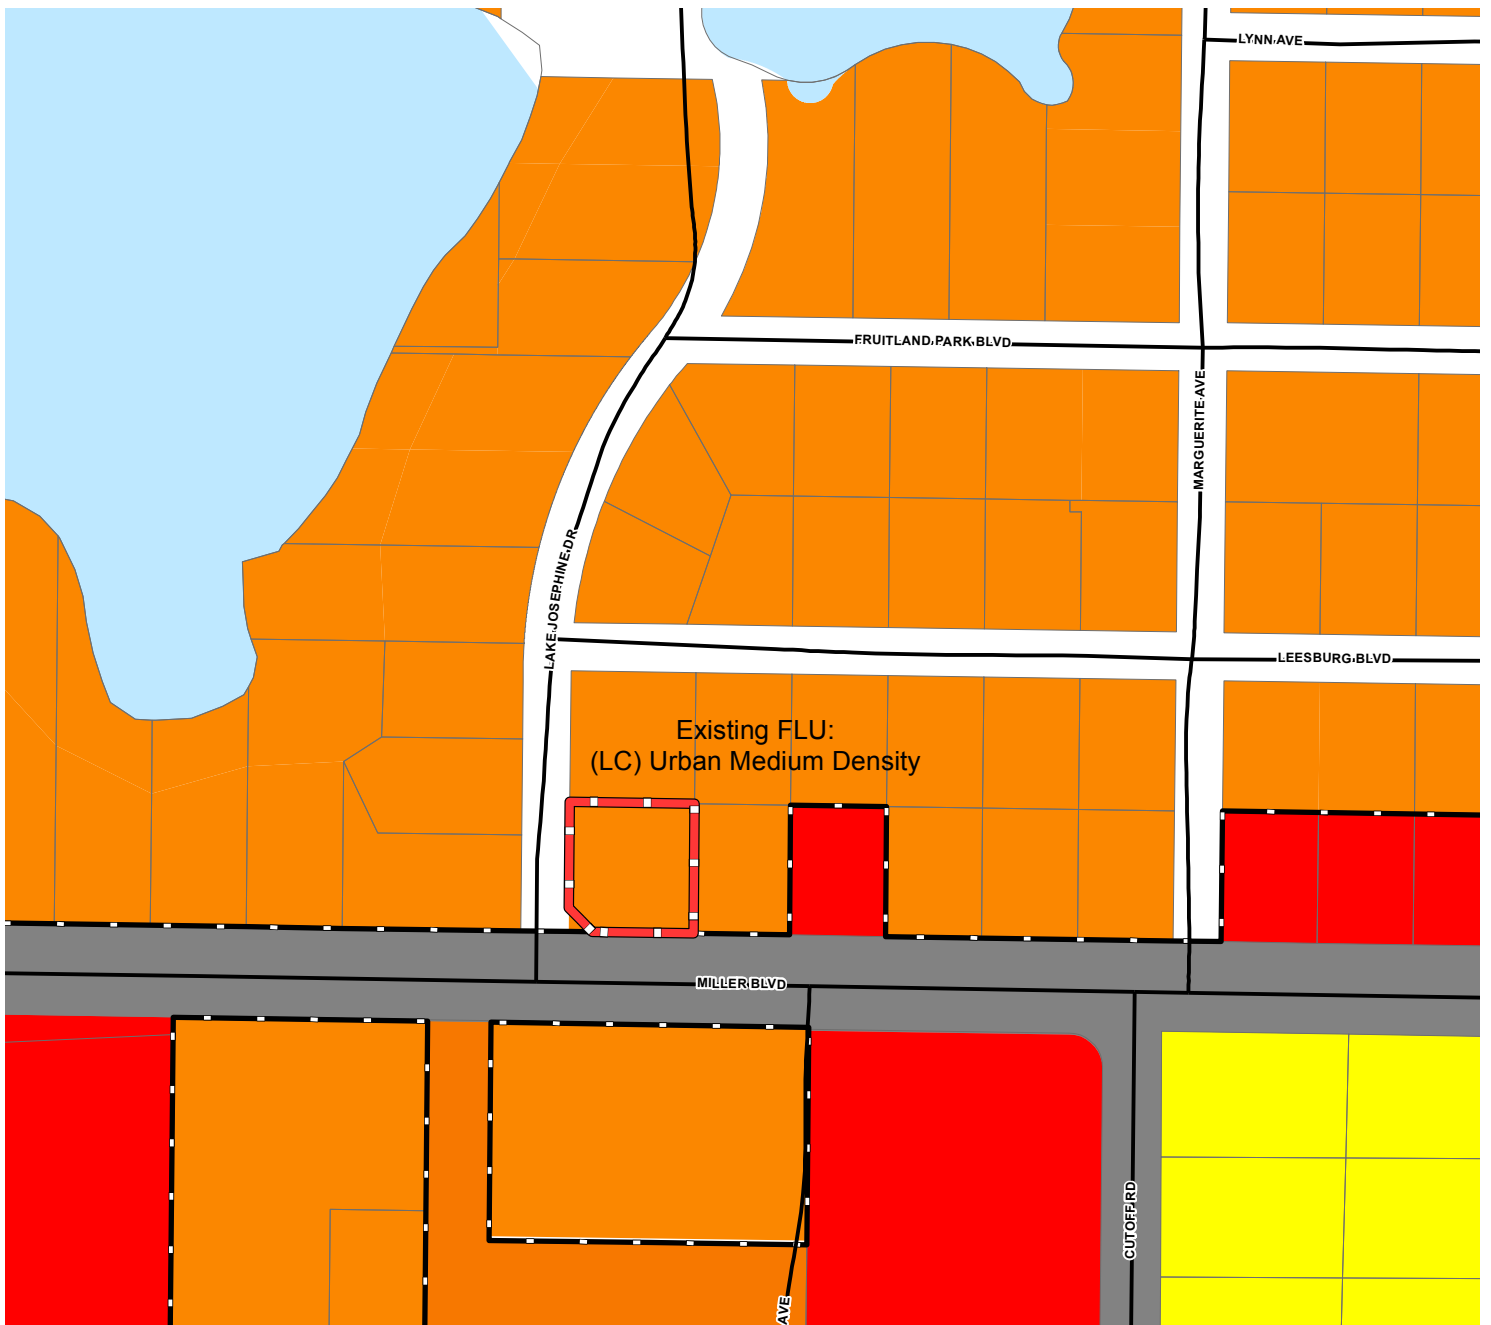 LYNN AVE
FRUITLAND PARK BLVD
MARGUERITE AVE
LAKE JOSEPHINE DR
LEESBURG BLVD
Existing FLU:
(LC) Urban Medium Density
MILLER BLVD
CUTOFF RD
AVE